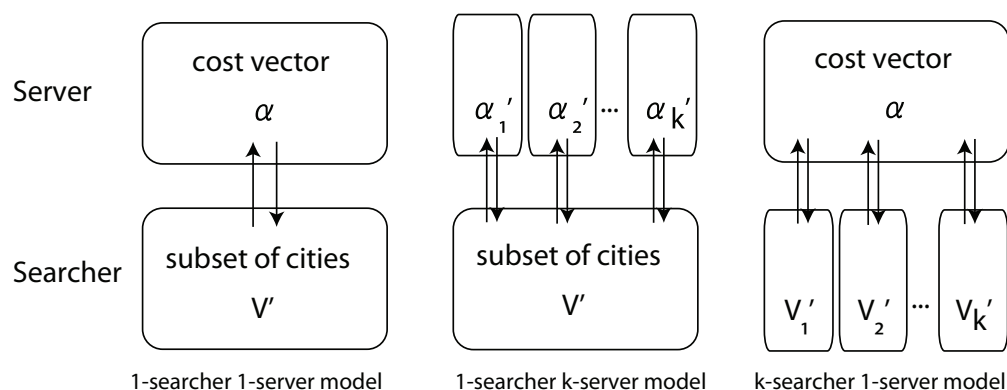 Server
cost vector
α
α₁′ α₂′ ... αk′
cost vector
α
Searcher
subset of cities
V′
subset of cities
V′
V₁′ V₂′ ... Vk′
1-searcher 1-server model
1-searcher k-server model
k-searcher 1-server model